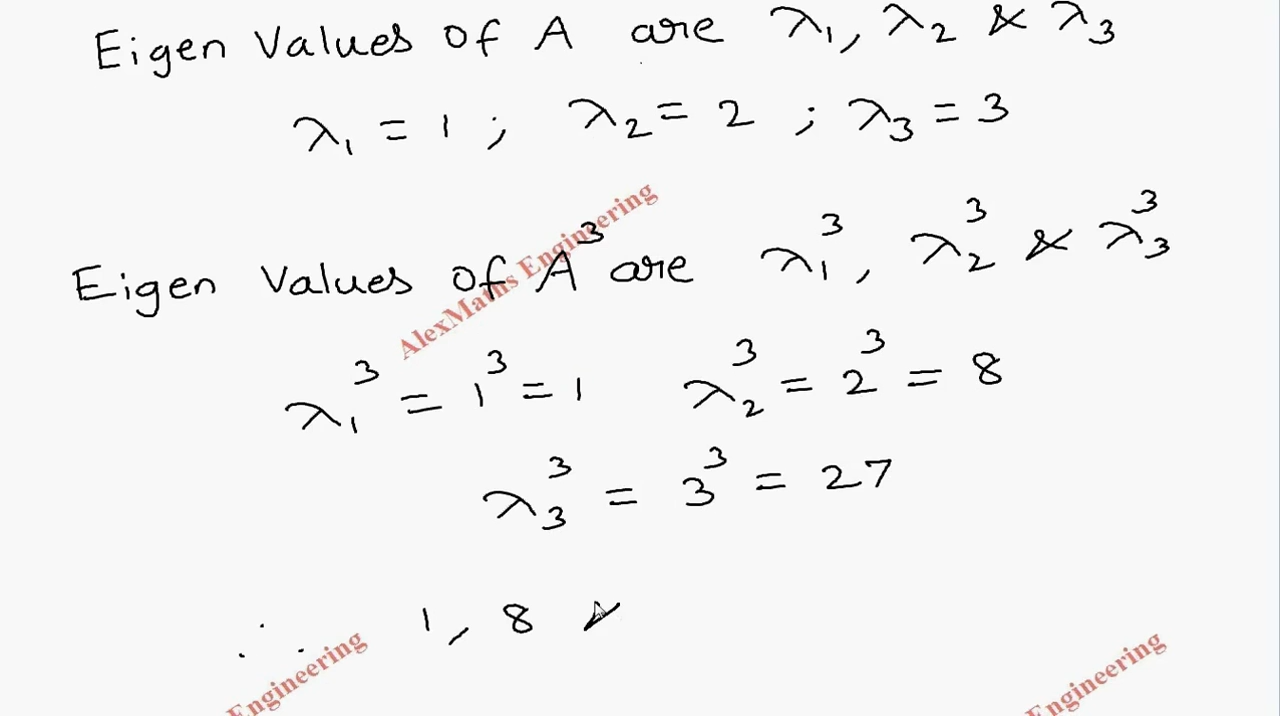 Eigen Values of A are λ₁, λ₂ & λ₃
λ₁ = 1 ; λ₂ = 2 ; λ₃ = 3
Eigen Values of A³ are λ₁³, λ₂³ & λ₃³
AlexMaths Engineering
λ₁³ = 1³ = 1 λ₂³ = 2³ = 8
λ₃³ = 3³ = 27
∴ 1, 8
Engineering
Engineering